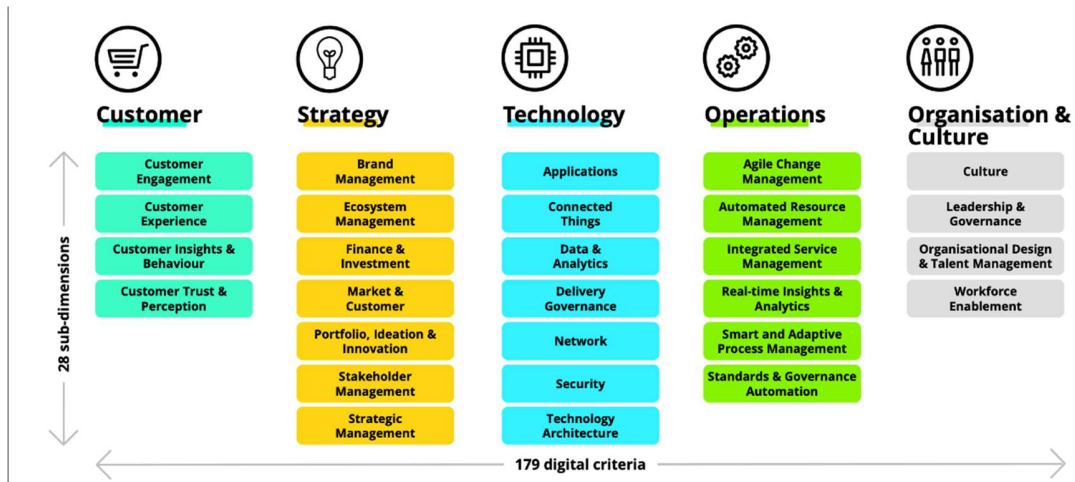 Customer
Customer
Engagement
Customer
Experience
Customer Insights &
Behaviour
Customer Trust &
Perception
Strategy
Brand
Management
Ecosystem
Management
Finance &
Investment
Market &
Customer
Portfolio, Ideation &
Innovation
Stakeholder
Management
Strategic
Management
Technology
Applications
Connected
Things
Data &
Analytics
Delivery
Governance
Network
Security
Technology
Architecture
Operations
Agile Change
Management
Automated Resource
Management
Integrated Service
Management
Real-time Insights &
Analytics
Smart and Adaptive
Process Management
Standards & Governance
Automation
Organisation &
Culture
Culture
Leadership &
Governance
Organisational Design
& Talent Management
Workforce
Enablement
28 sub-dimensions
179 digital criteria